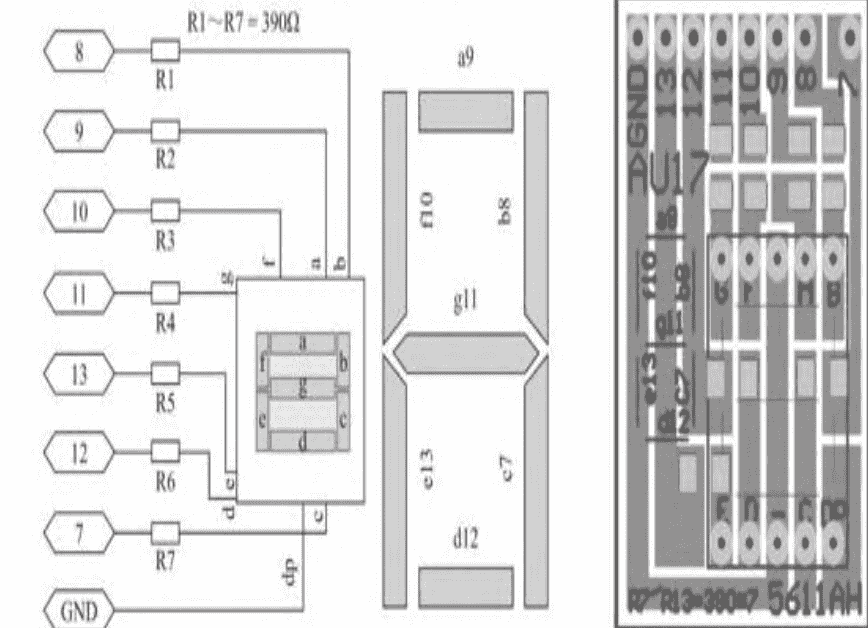 R1~R7=390Ω
8
R1
9
R2
10
R3
11
R4
13
R5
12
R6
7
R7
GND
f
a
b
g
e
d
c
dp
a
f
b
g
e
c
d
a9
f10
b8
g11
e13
c7
d12
GND 13 12 11 10 9 8 7
U17
a9
f10
b8
g11
e13
c7
d12
G F M B
E D - C DP
R7~R13=390=7 5611AH